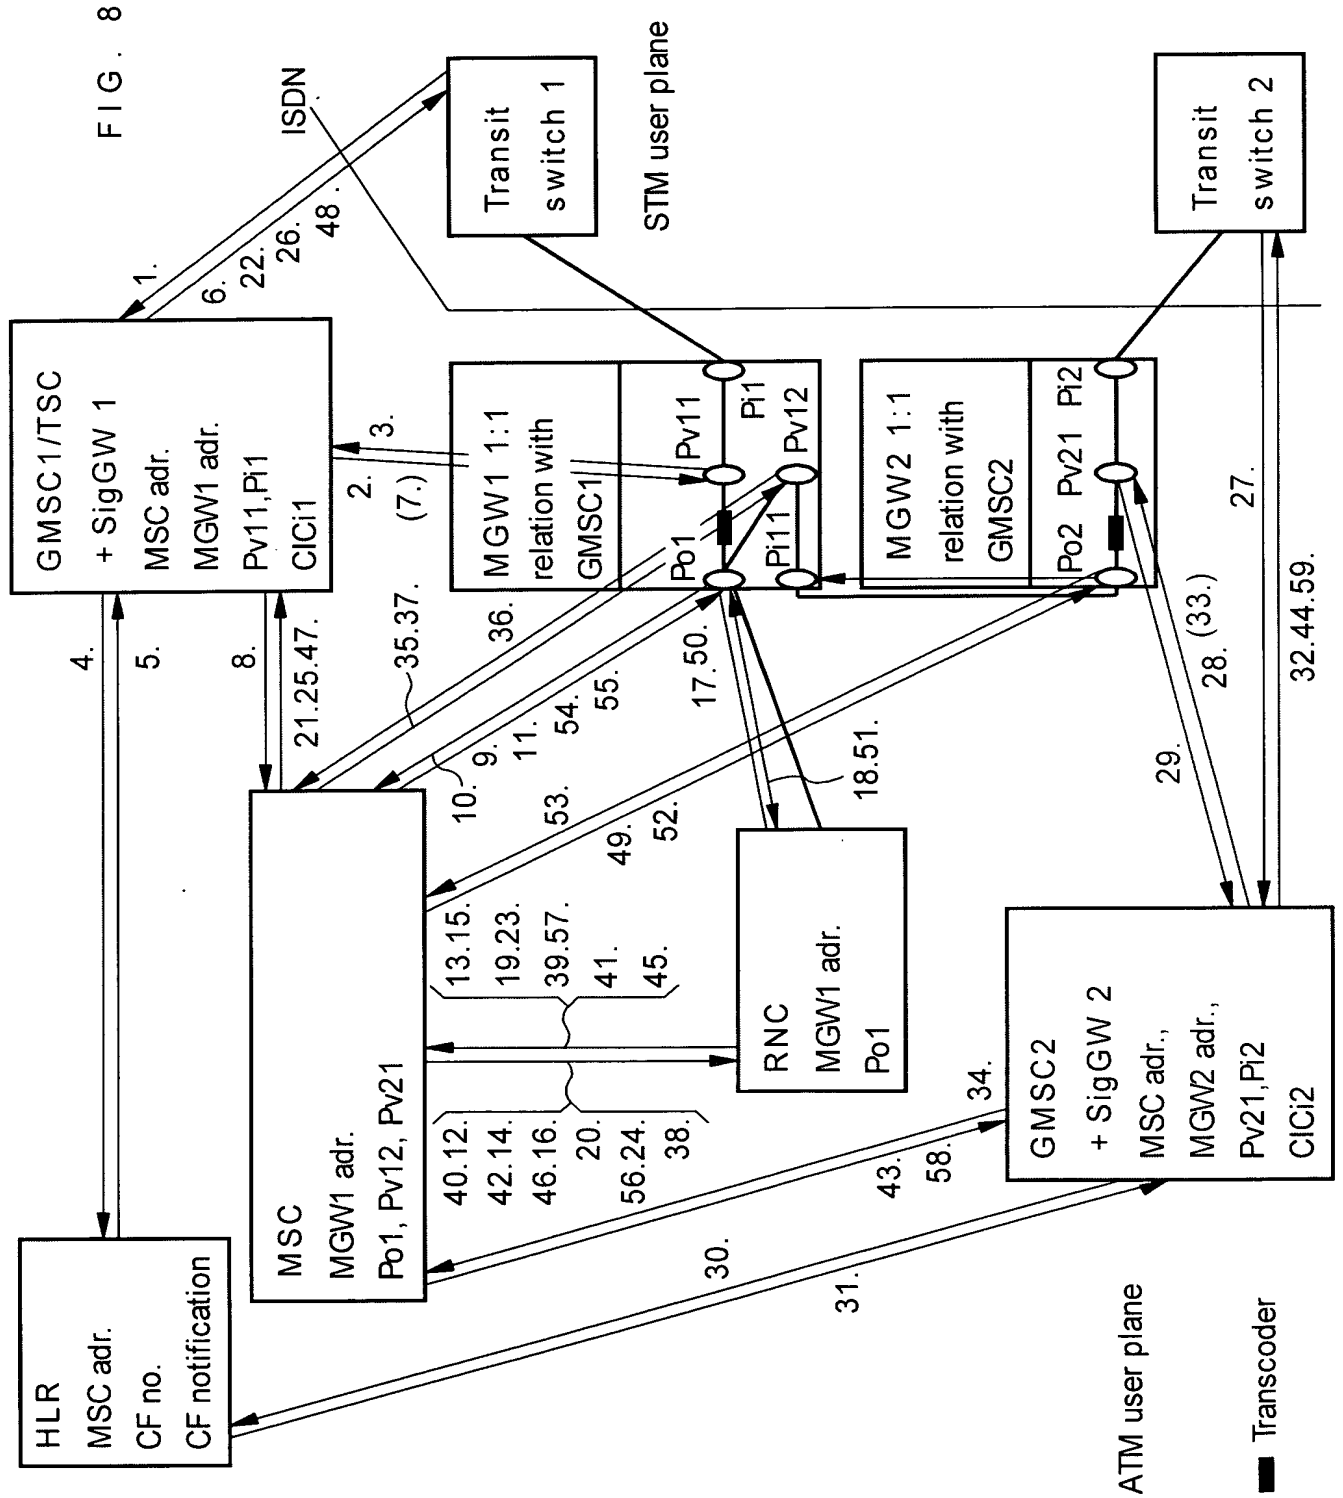 FIG. 8
HLR
MSC adr.
CF no.
CF notification
4.
5.
GMSC1/TSC
+ SigGW 1
MSC adr.
MGW1 adr.
Pv11,Pi1
CICi1
1.
6.
22.
26.
48.
ISDN
8.
21.25.47.
2.
3.
(7.)
Transit
switch 1
STM user plane
MSC
MGW1 adr.
Po1, Pv12, Pv21
35.37.
36.
10.
9.
11.
54.
55.
MGW1 1:1
relation with
GMSC1
Po1
Pv11
Pi1
Pi11
Pv12
53.
49.
52.
17.50.
18.51.
40.12.
42.14.
46.16.
20.
56.24.
38.
13.15.
19.23.
39.57.
41.
45.
RNC
MGW1 adr.
Po1
MGW2 1:1
relation with
GMSC2
Po2
Pv21
Pi2
Transit
switch 2
30.
31.
43.
58.
34.
GMSC2
+ SigGW 2
MSC adr.,
MGW2 adr.,
Pv21,Pi2
CICi2
29.
28.
(33.)
27.
32.44.59.
ATM user plane
Transcoder